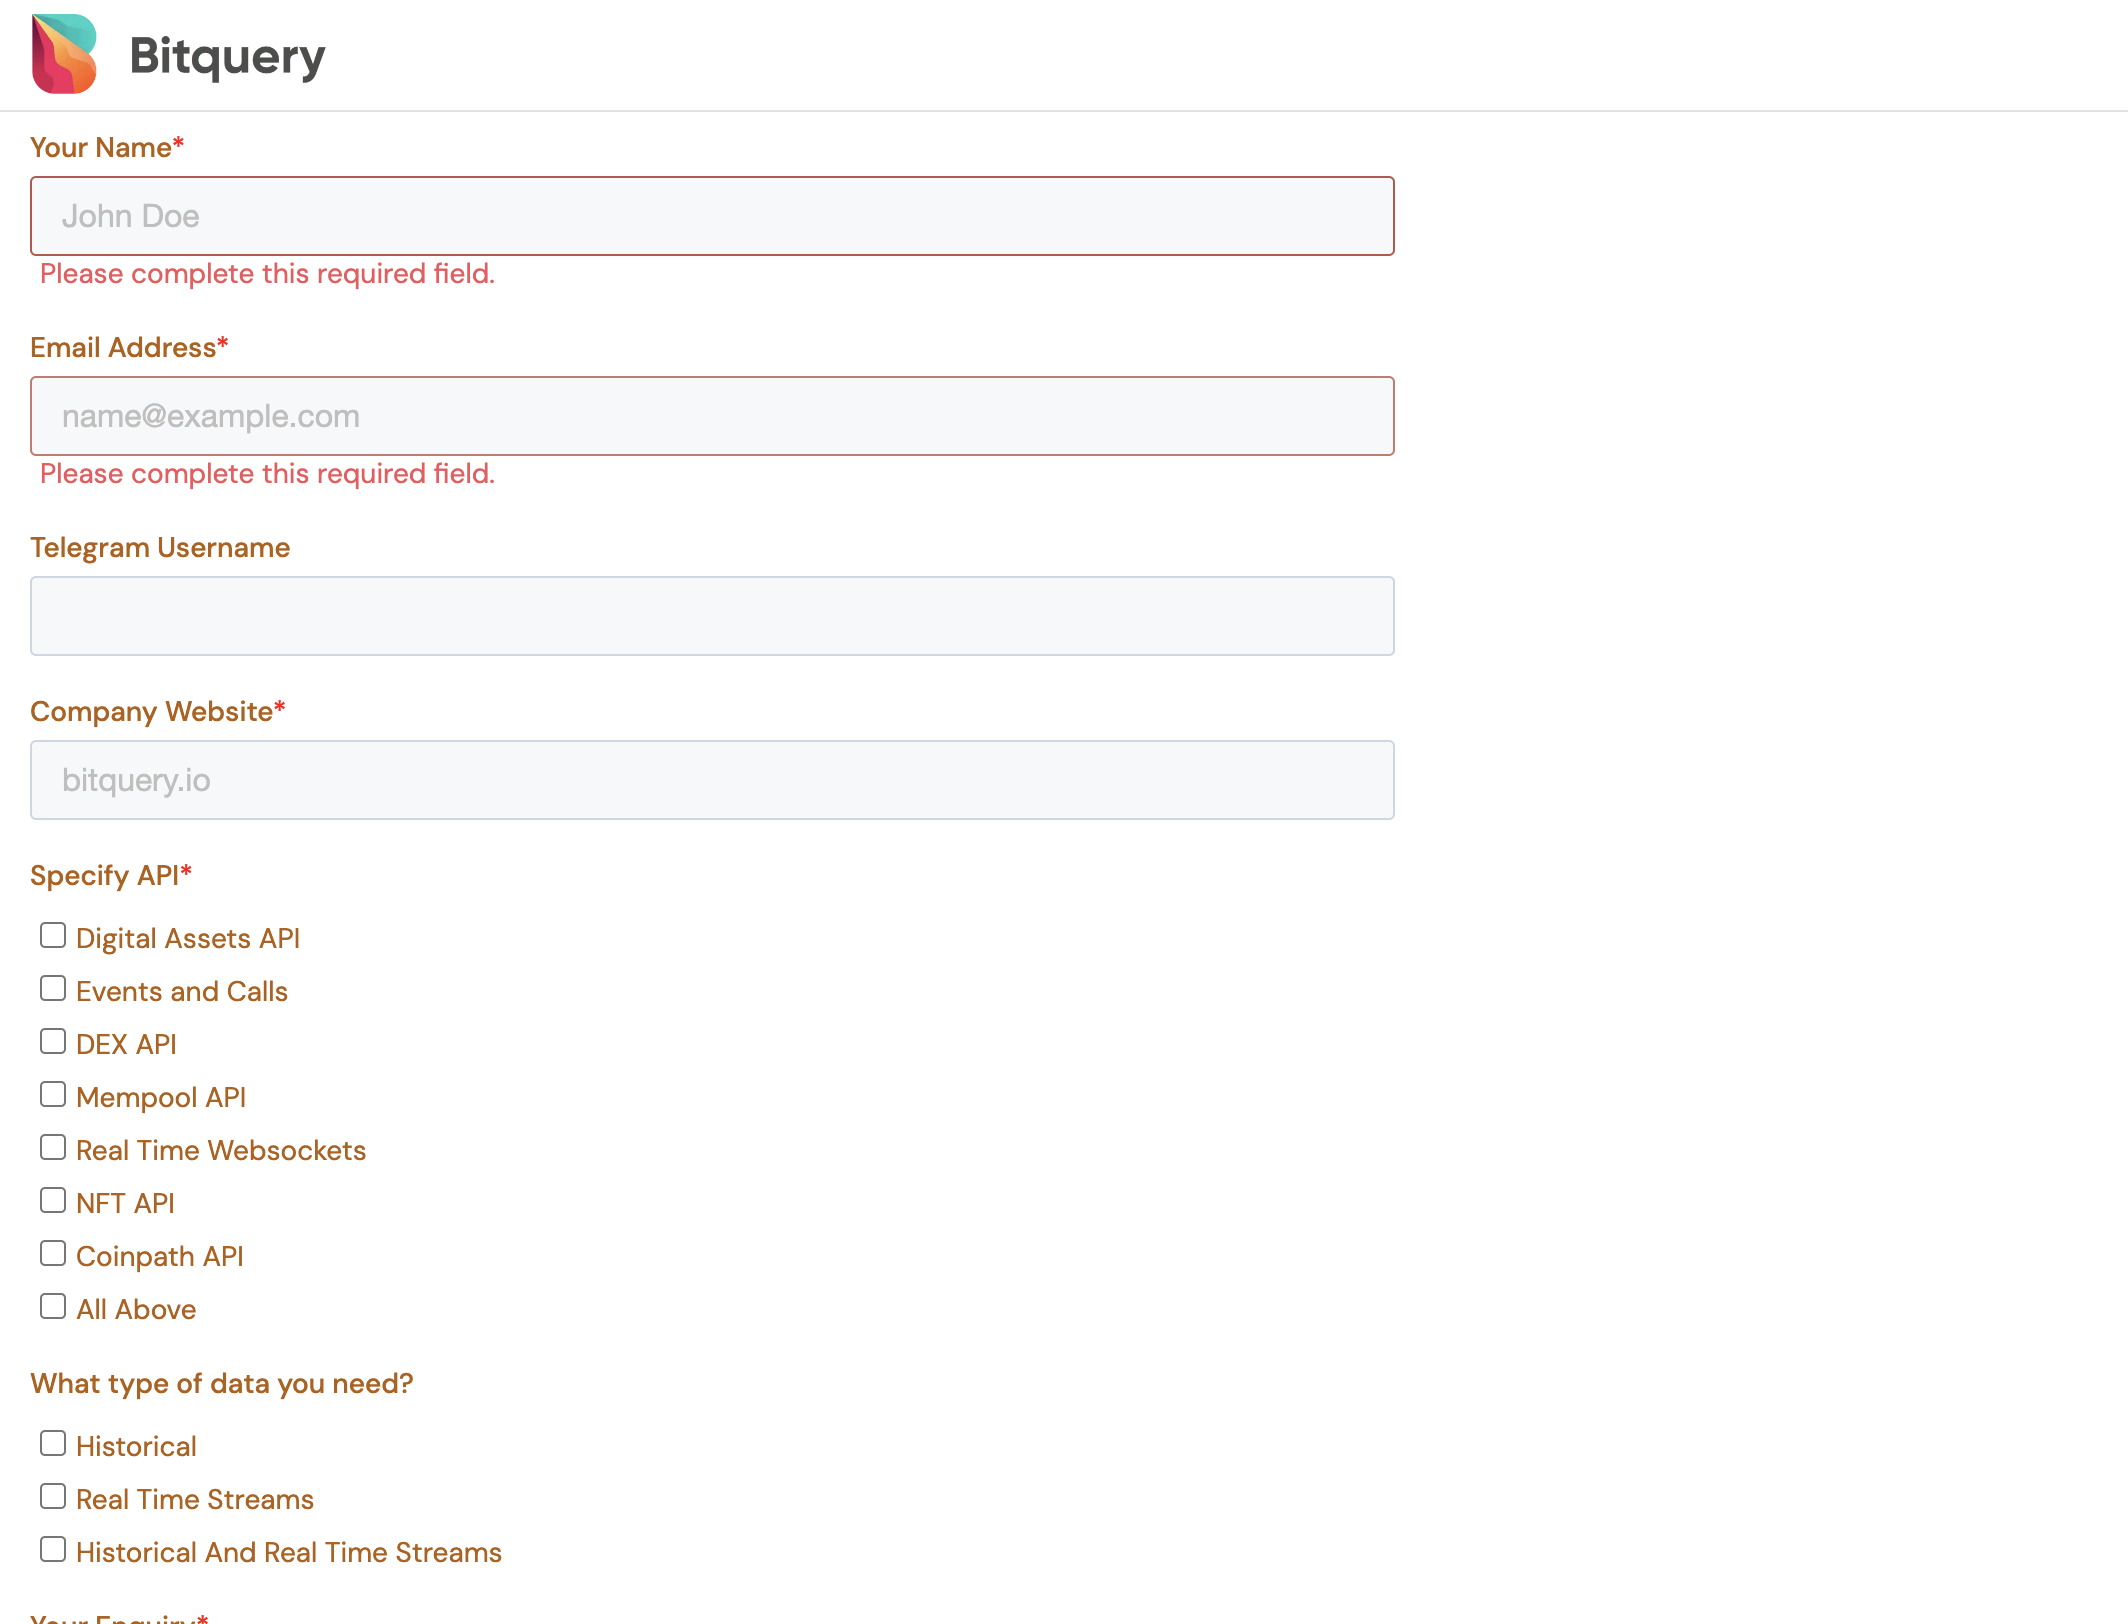 Bitquery
Your Name*
John Doe
Please complete this required field.
Email Address*
name@example.com
Please complete this required field.
Telegram Username
Company Website*
bitquery.io
Specify API*
Digital Assets API
Events and Calls
DEX API
Mempool API
Real Time Websockets
NFT API
Coinpath API
All Above
What type of data you need?
Historical
Real Time Streams
Historical And Real Time Streams
Your Enquiry*